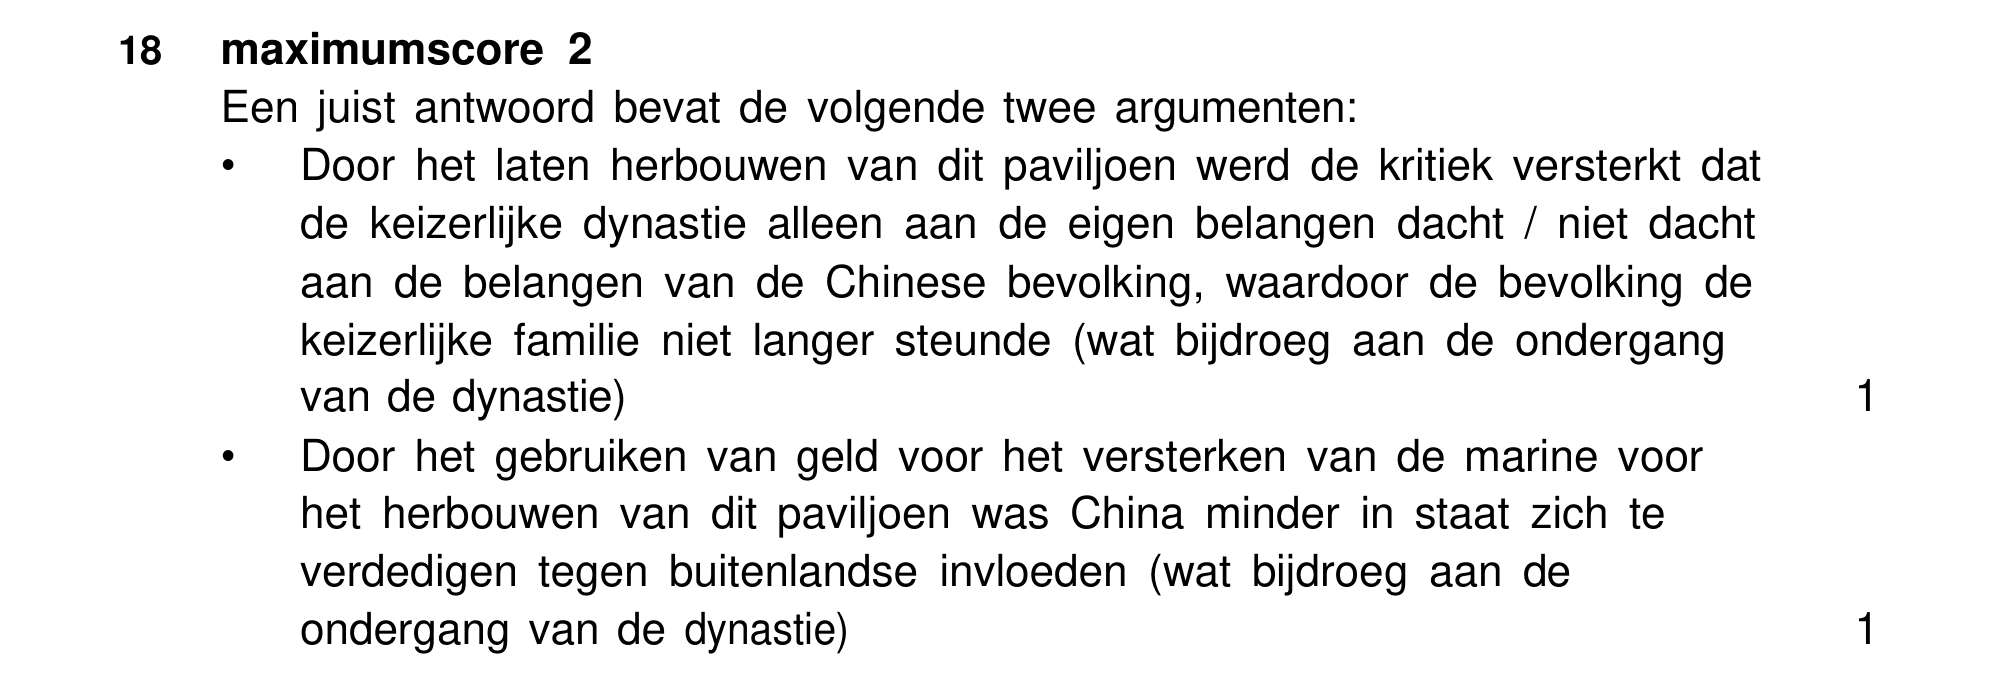 18 maximumscore 2
Een juist antwoord bevat de volgende twee argumenten:
• Door het laten herbouwen van dit paviljoen werd de kritiek versterkt dat
de keizerlijke dynastie alleen aan de eigen belangen dacht / niet dacht
aan de belangen van de Chinese bevolking, waardoor de bevolking de
keizerlijke familie niet langer steunde (wat bijdroeg aan de ondergang
van de dynastie) 1
• Door het gebruiken van geld voor het versterken van de marine voor
het herbouwen van dit paviljoen was China minder in staat zich te
verdedigen tegen buitenlandse invloeden (wat bijdroeg aan de
ondergang van de dynastie) 1